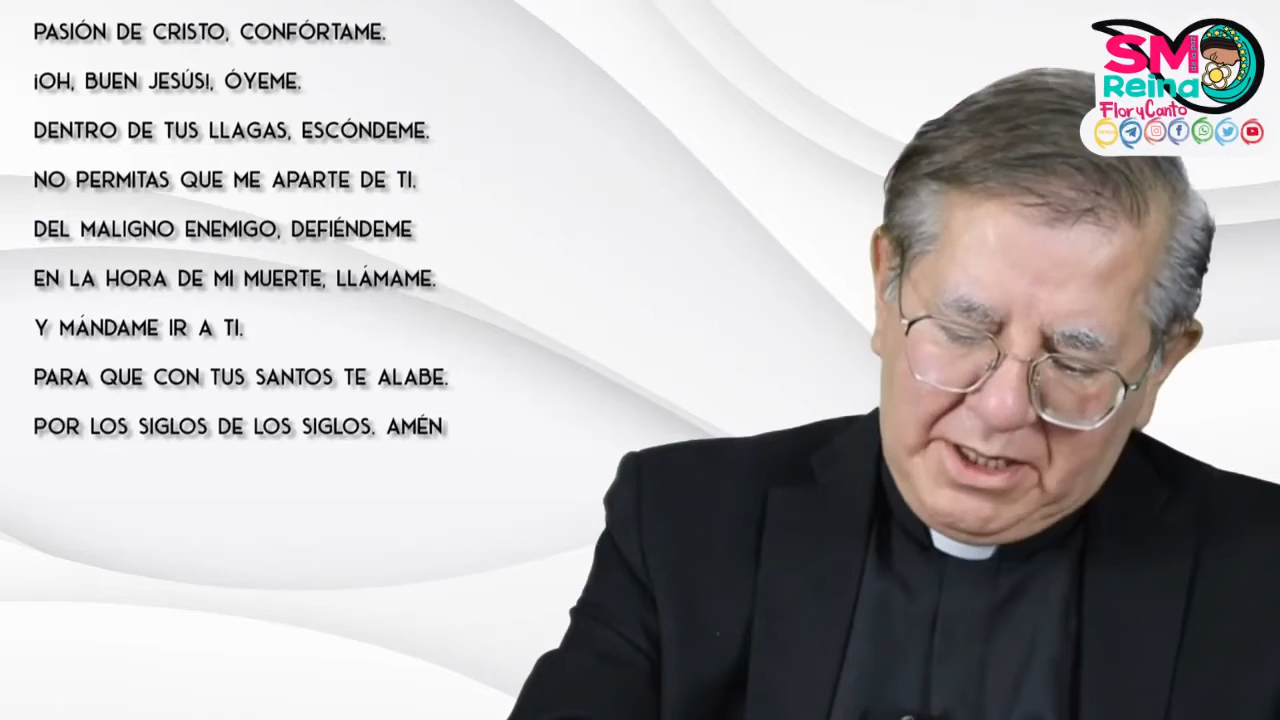 PASIÓN DE CRISTO, CONFÓRTAME.
¡OH, BUEN JESÚS!, ÓYEME.
DENTRO DE TUS LLAGAS, ESCÓNDEME.
NO PERMITAS QUE ME APARTE DE TI.
DEL MALIGNO ENEMIGO, DEFIÉNDEME
EN LA HORA DE MI MUERTE, LLÁMAME.
Y MÁNDAME IR A TI.
PARA QUE CON TUS SANTOS TE ALABE.
POR LOS SIGLOS DE LOS SIGLOS. AMÉN
SM
Reina
Flor y Canto